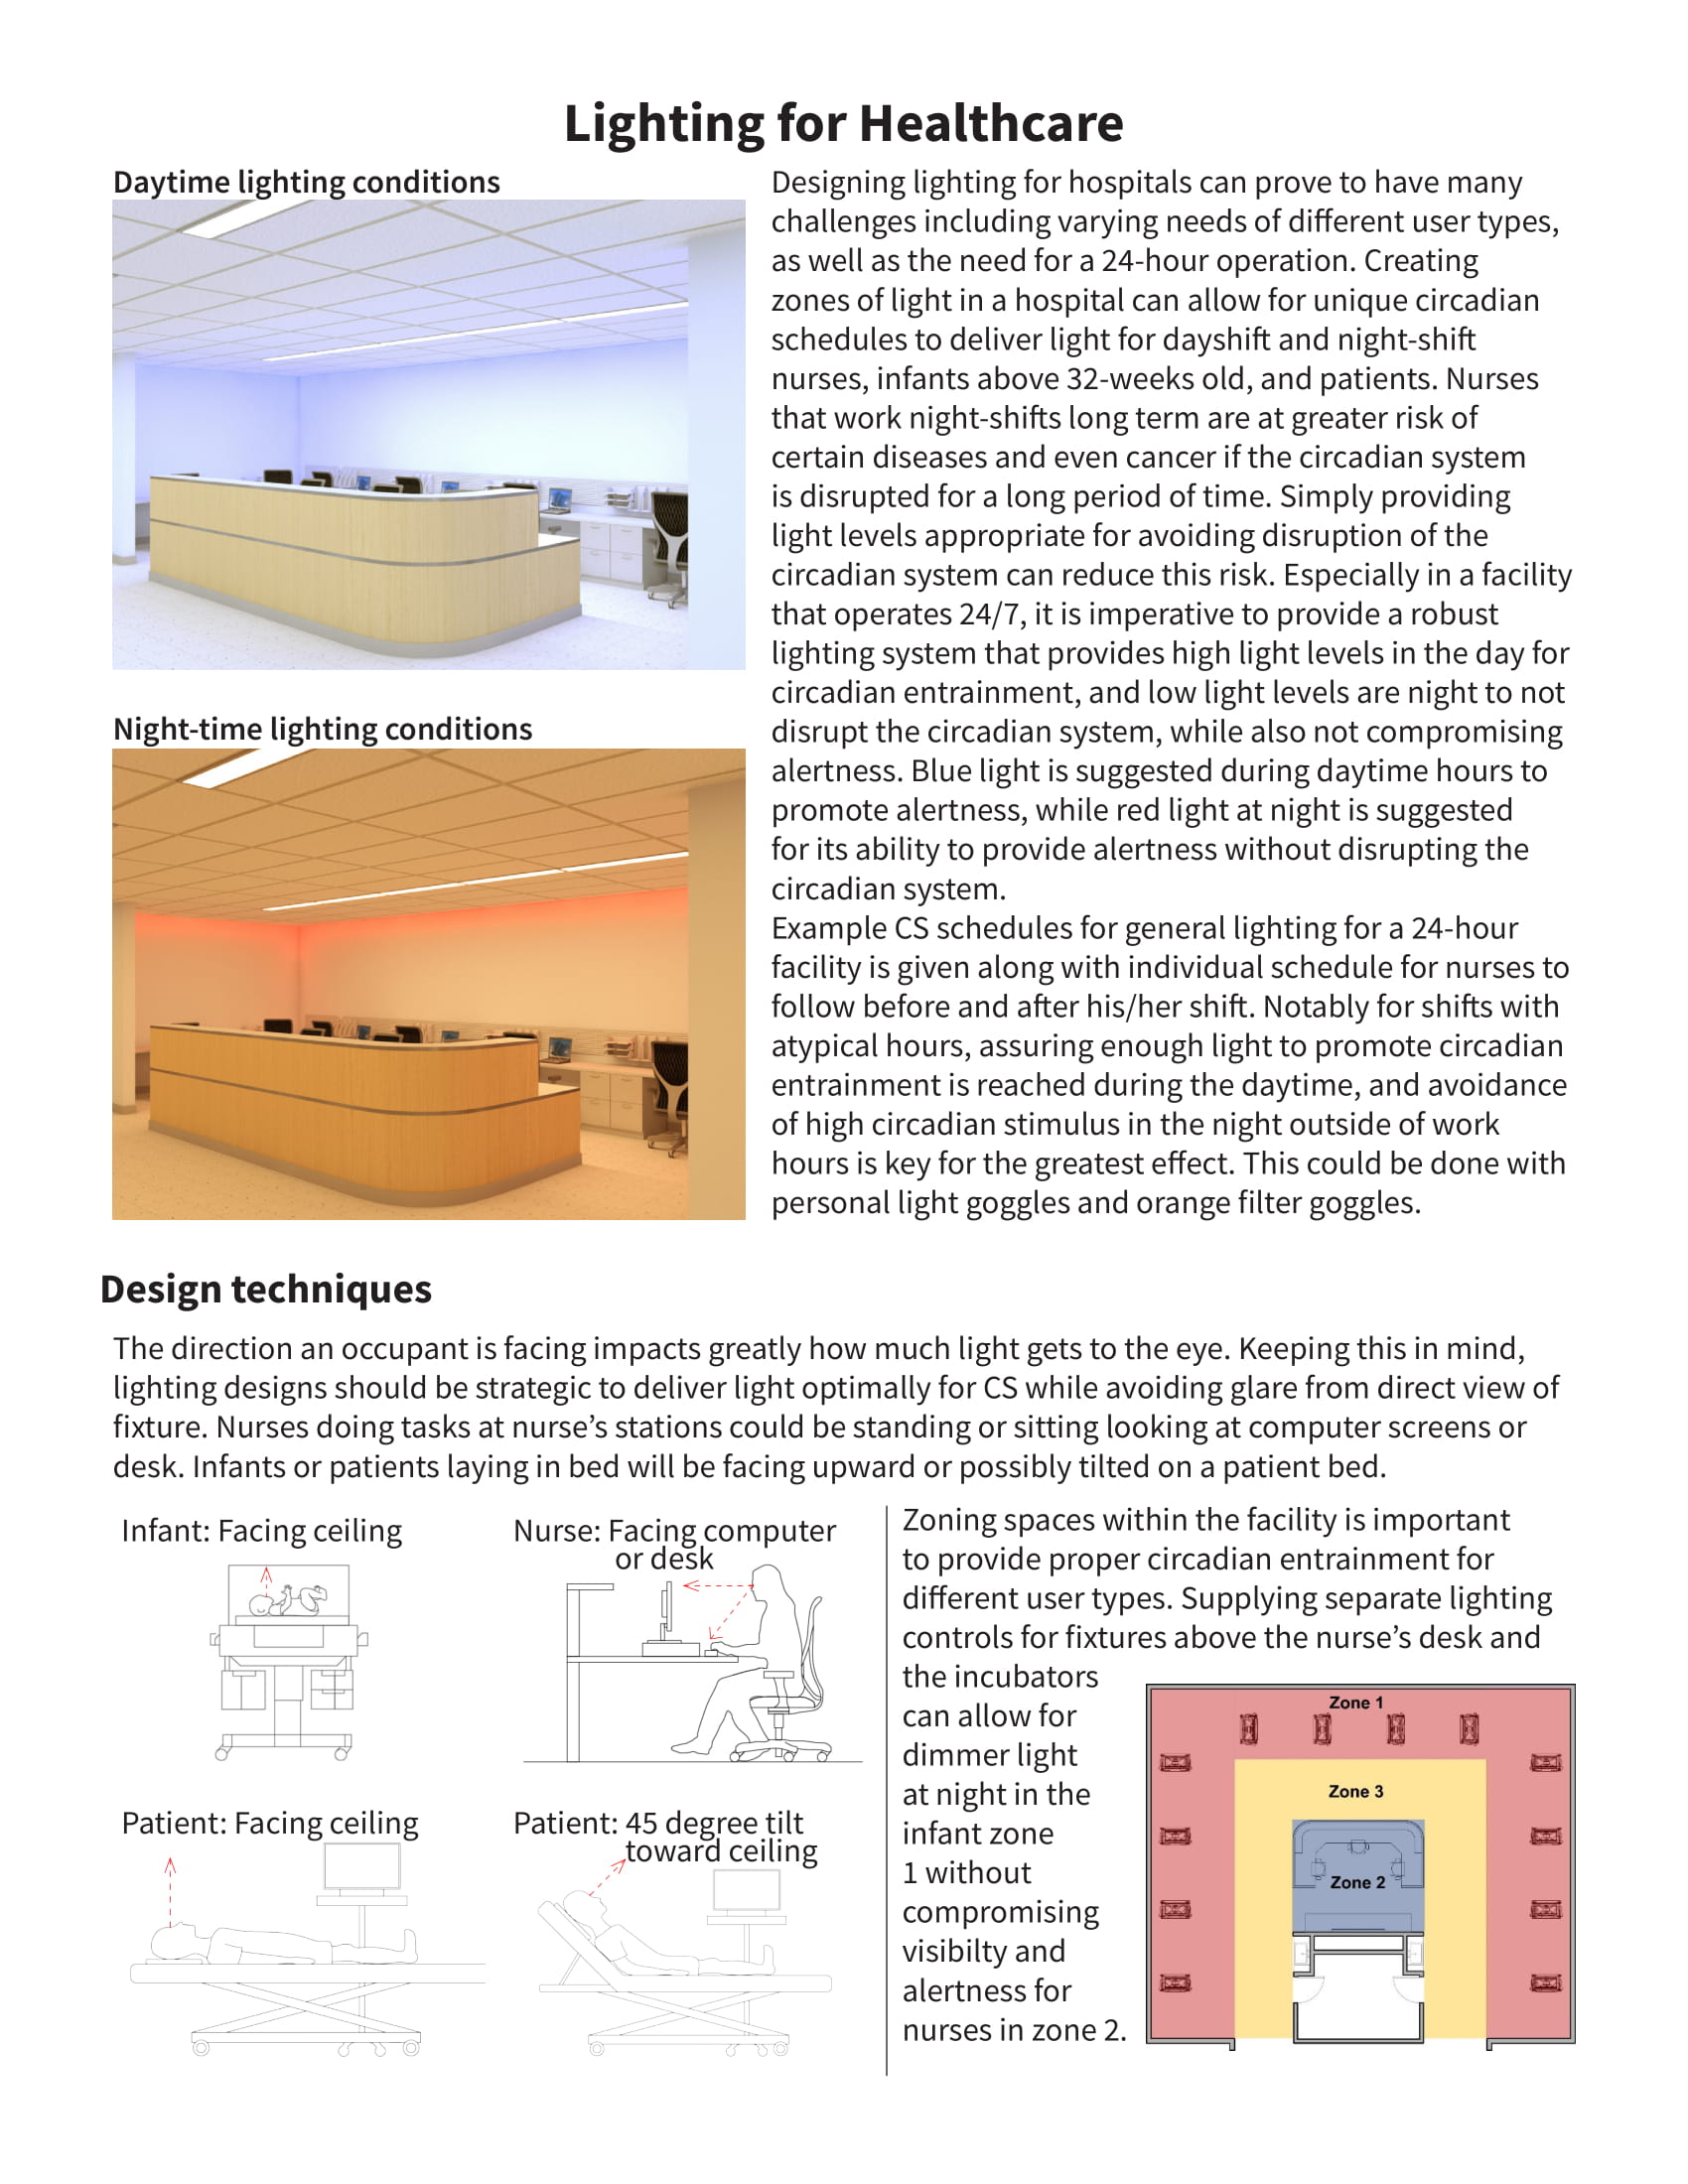 Lighting for Healthcare
Daytime lighting conditions
Night-time lighting conditions
Designing lighting for hospitals can prove to have many
challenges including varying needs of different user types,
as well as the need for a 24-hour operation. Creating
zones of light in a hospital can allow for unique circadian
schedules to deliver light for dayshift and night-shift
nurses, infants above 32-weeks old, and patients. Nurses
that work night-shifts long term are at greater risk of
certain diseases and even cancer if the circadian system
is disrupted for a long period of time. Simply providing
light levels appropriate for avoiding disruption of the
circadian system can reduce this risk. Especially in a facility
that operates 24/7, it is imperative to provide a robust
lighting system that provides high light levels in the day for
circadian entrainment, and low light levels are night to not
disrupt the circadian system, while also not compromising
alertness. Blue light is suggested during daytime hours to
promote alertness, while red light at night is suggested
for its ability to provide alertness without disrupting the
circadian system.
Example CS schedules for general lighting for a 24-hour
facility is given along with individual schedule for nurses to
follow before and after his/her shift. Notably for shifts with
atypical hours, assuring enough light to promote circadian
entrainment is reached during the daytime, and avoidance
of high circadian stimulus in the night outside of work
hours is key for the greatest effect. This could be done with
personal light goggles and orange filter goggles.
Design techniques
The direction an occupant is facing impacts greatly how much light gets to the eye. Keeping this in mind,
lighting designs should be strategic to deliver light optimally for CS while avoiding glare from direct view of
fixture. Nurses doing tasks at nurse’s stations could be standing or sitting looking at computer screens or
desk. Infants or patients laying in bed will be facing upward or possibly tilted on a patient bed.
Infant: Facing ceiling
Nurse: Facing computer
or desk
Patient: Facing ceiling
Patient: 45 degree tilt
toward ceiling
Zoning spaces within the facility is important
to provide proper circadian entrainment for
different user types. Supplying separate lighting
controls for fixtures above the nurse’s desk and
the incubators
can allow for
dimmer light
at night in the
infant zone
1 without
compromising
visibilty and
alertness for
nurses in zone 2.
Zone 1
Zone 3
Zone 2